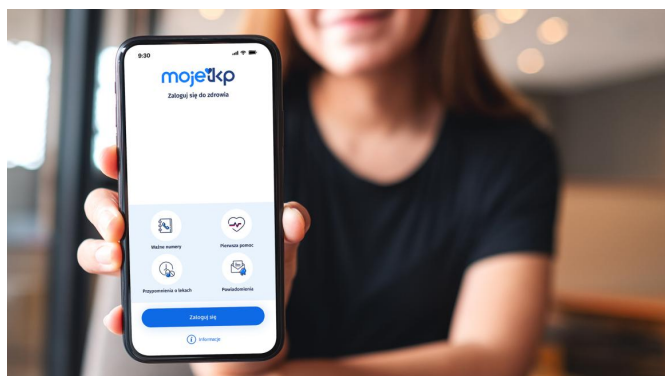 9:30
mojeikp
Zaloguj się do zdrowia
Ważne numery
Pierwsza pomoc
Przypomnienia o lekach
Powiadomienia
Zaloguj się
Informacje